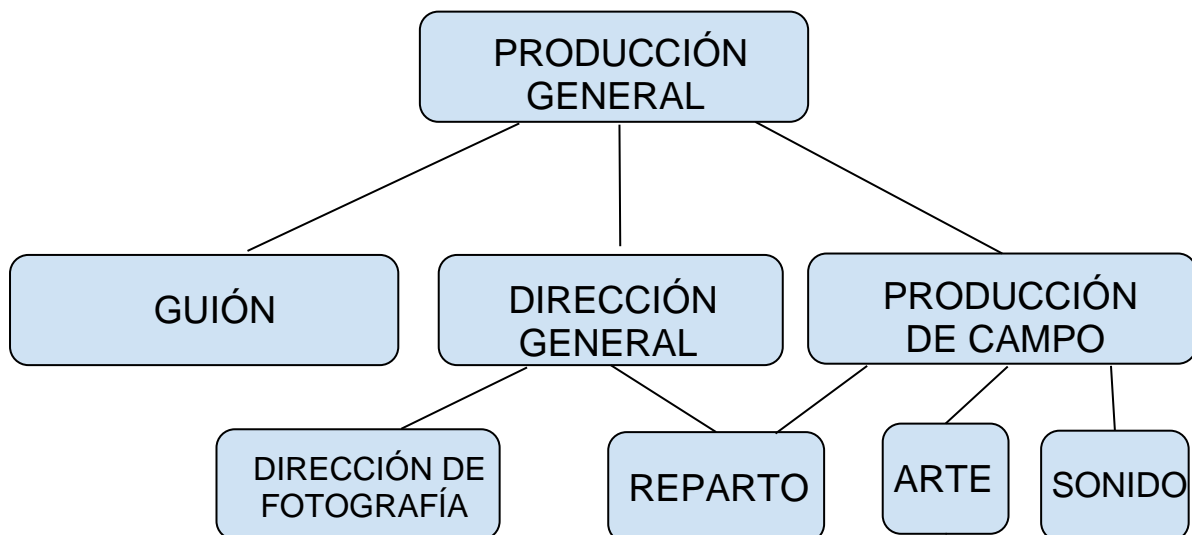 PRODUCCIÓN
GENERAL
GUIÓN
DIRECCIÓN
GENERAL
PRODUCCIÓN
DE CAMPO
DIRECCIÓN DE
FOTOGRAFÍA
REPARTO
ARTE
SONIDO